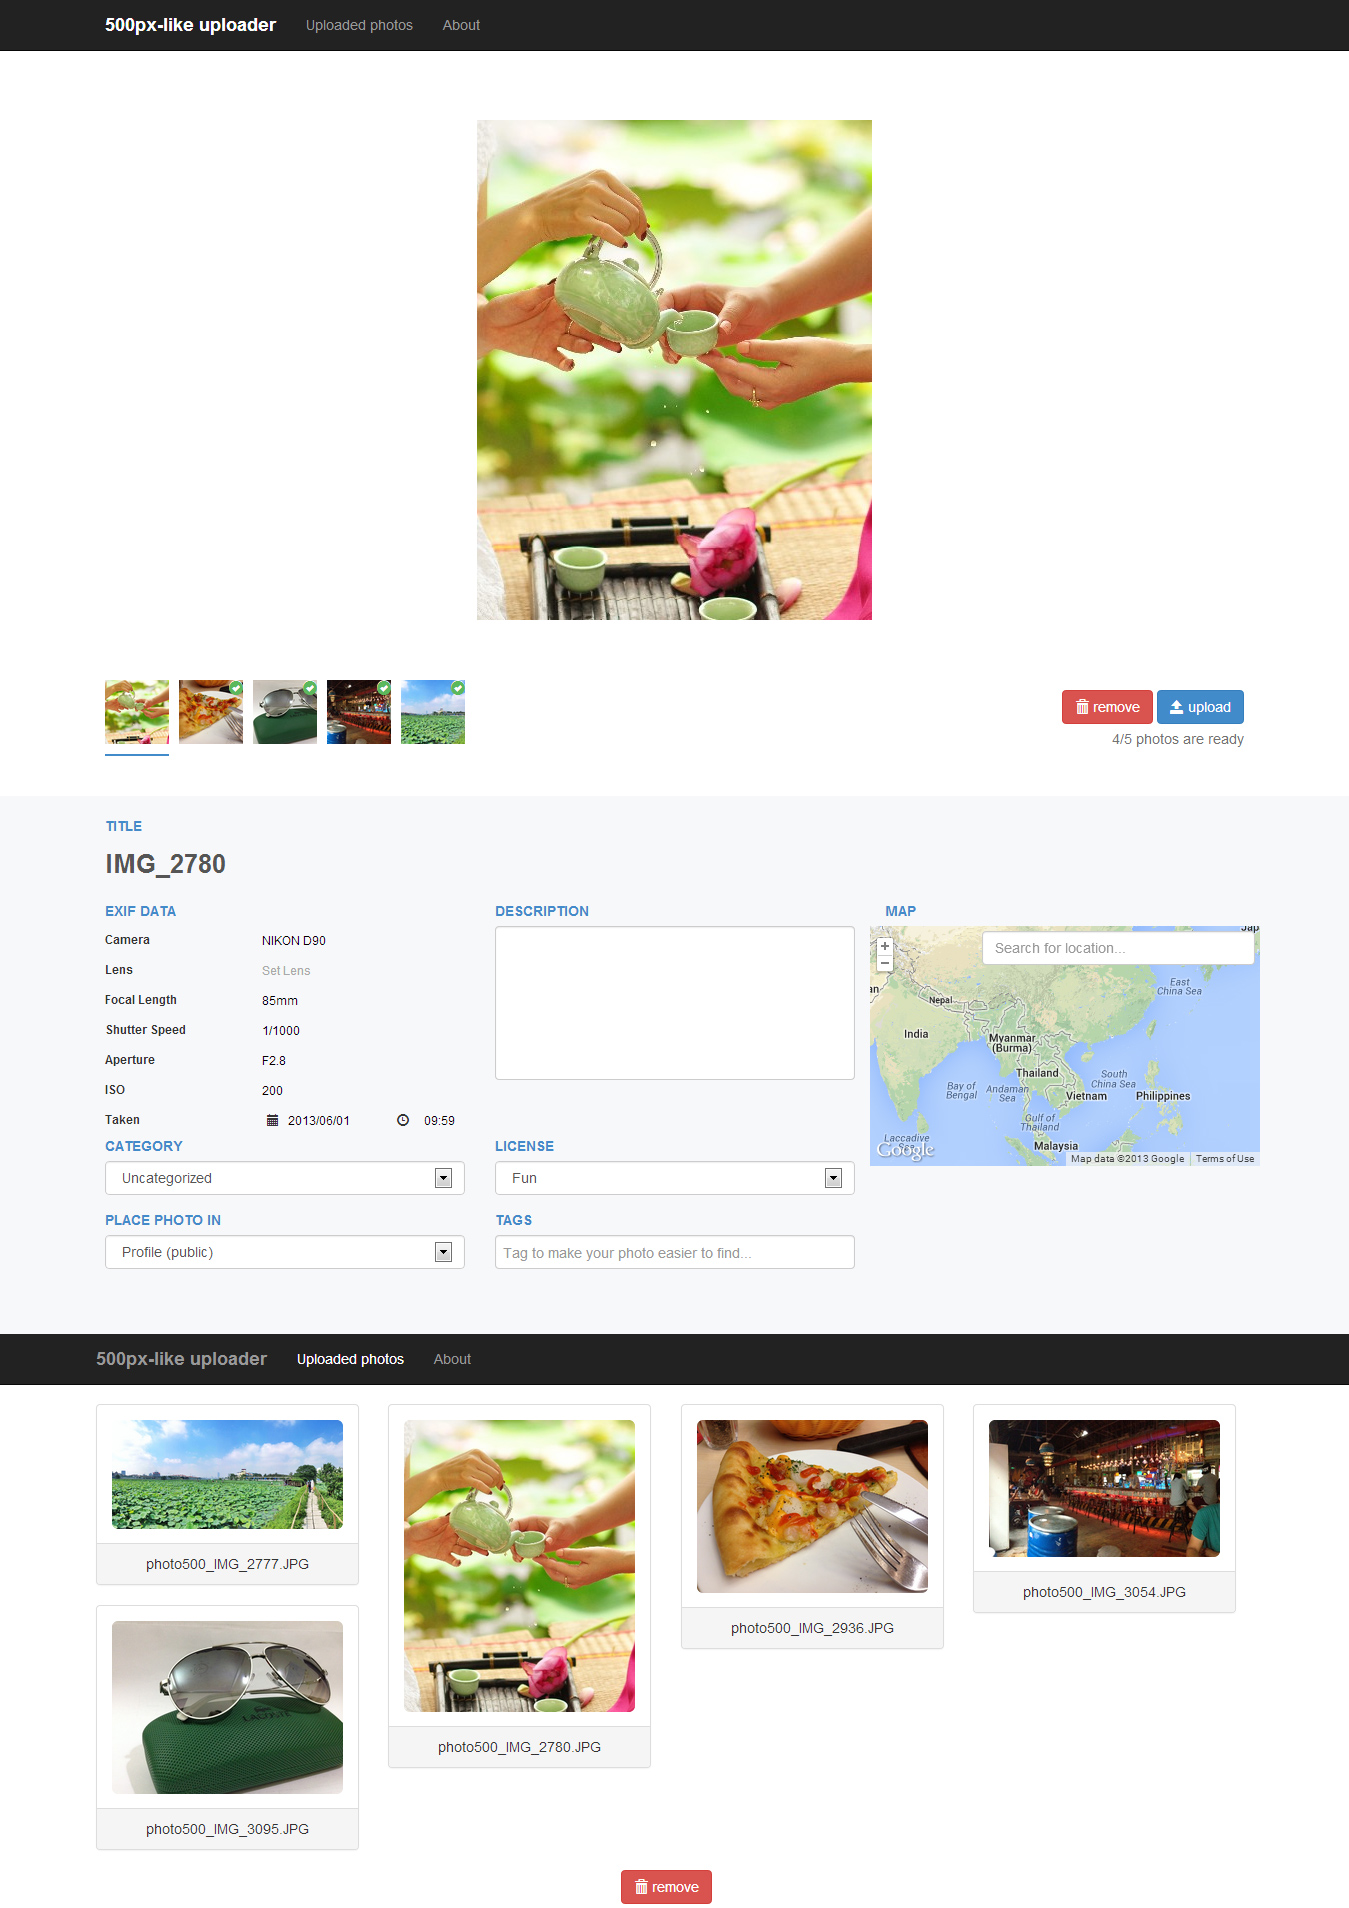 500px-like uploader Uploaded photos About
remove upload
4/5 photos are ready
TITLE
IMG_2780
EXIF DATA
Camera NIKON D90
Lens Set Lens
Focal Length 85mm
Shutter Speed 1/1000
Aperture F2.8
ISO 200
Taken 2013/06/01 09:59
DESCRIPTION
MAP
Jap
Search for location...
+
−
an
East
China Sea
Nepal
India
Myanmar
(Burma)
Thailand
South
China Sea
Bay of
Bengal
Andaman
Sea
Vietnam
Philippines
Gulf of
Thailand
Malaysia
Laccadive
Sea
Google
Map data ©2013 Google Terms of Use
CATEGORY
Uncategorized
LICENSE
Fun
PLACE PHOTO IN
Profile (public)
TAGS
Tag to make your photo easier to find...
500px-like uploader Uploaded photos About
photo500_IMG_2777.JPG
photo500_IMG_2780.JPG
photo500_IMG_2936.JPG
photo500_IMG_3054.JPG
LACOSTE
photo500_IMG_3095.JPG
remove